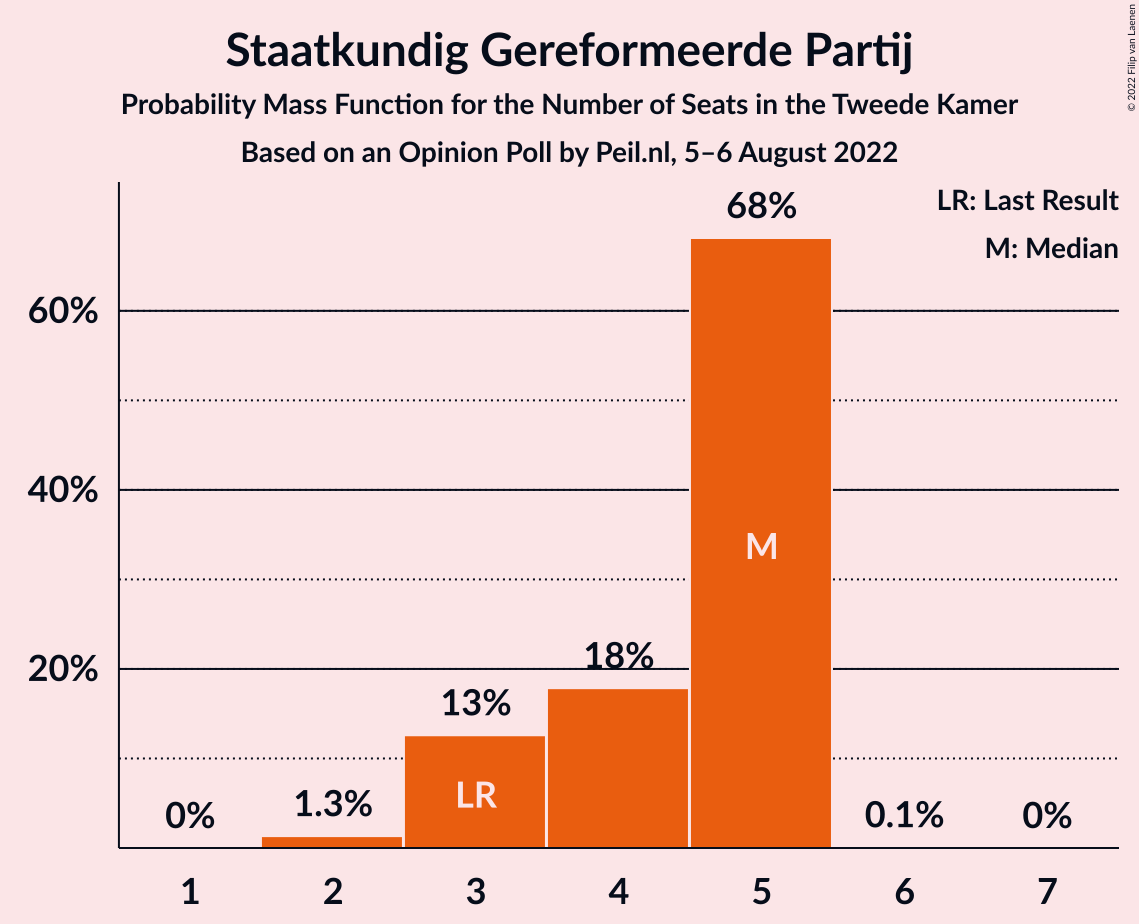 Staatkundig Gereformeerde Partij
Probability Mass Function for the Number of Seats in the Tweede Kamer
Based on an Opinion Poll by Peil.nl, 5–6 August 2022
© 2022 Filip van Laenen
LR: Last Result
M: Median
68%
60%
40%
M
20%
18%
13%
LR
0%
1.3%
0.1%
0%
1 2 3 4 5 6 7